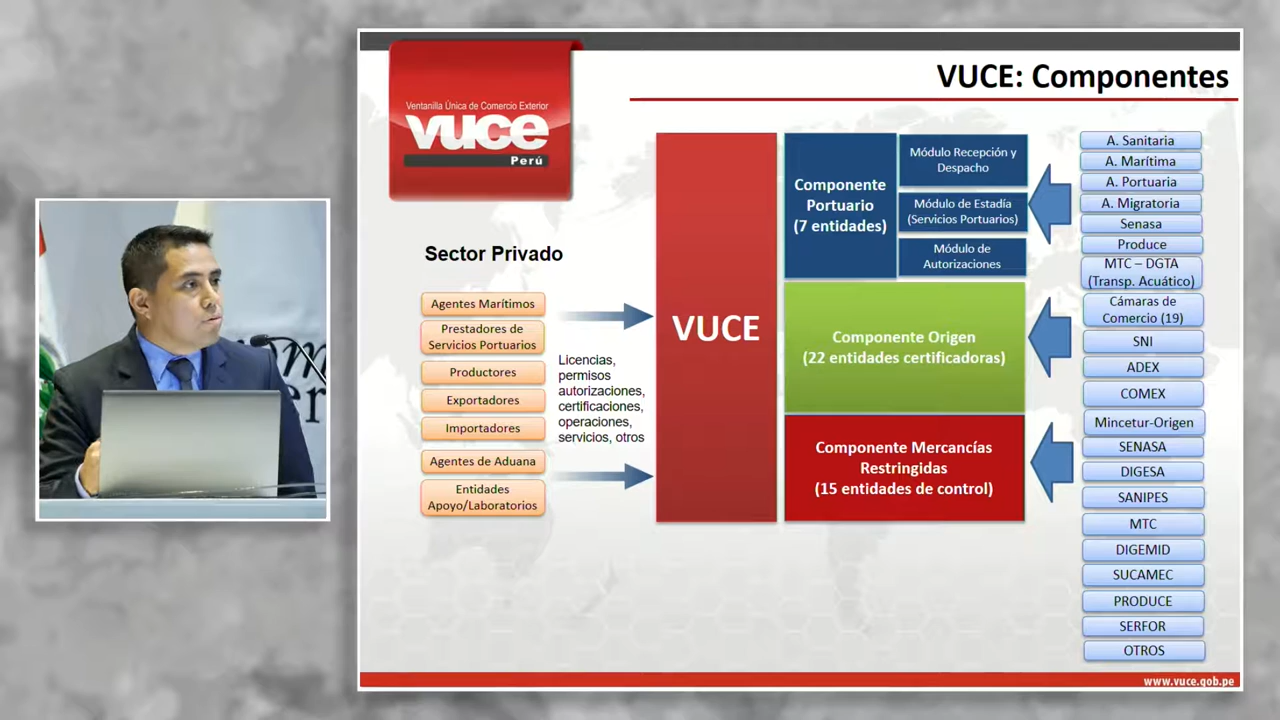 VUCE: Componentes
Ventanilla Única de Comercio Exterior
vuce
Perú
Sector Privado
Agentes Marítimos
Prestadores de
Servicios Portuarios
Productores
Exportadores
Importadores
Agentes de Aduana
Entidades
Apoyo/Laboratorios
Licencias,
permisos
autorizaciones,
certificaciones,
operaciones,
servicios, otros
VUCE
Componente
Portuario
(7 entidades)
Módulo Recepción y
Despacho
Módulo de Estadía
(Servicios Portuarios)
Módulo de
Autorizaciones
Componente Origen
(22 entidades certificadoras)
Componente Mercancías
Restringidas
(15 entidades de control)
A. Sanitaria
A. Marítima
A. Portuaria
A. Migratoria
Senasa
Produce
MTC – DGTA
(Transp. Acuático)
Cámaras de
Comercio (19)
SNI
ADEX
COMEX
Mincetur-Origen
SENASA
DIGESA
SANIPES
MTC
DIGEMID
SUCAMEC
PRODUCE
SERFOR
OTROS
www.vuce.gob.pe